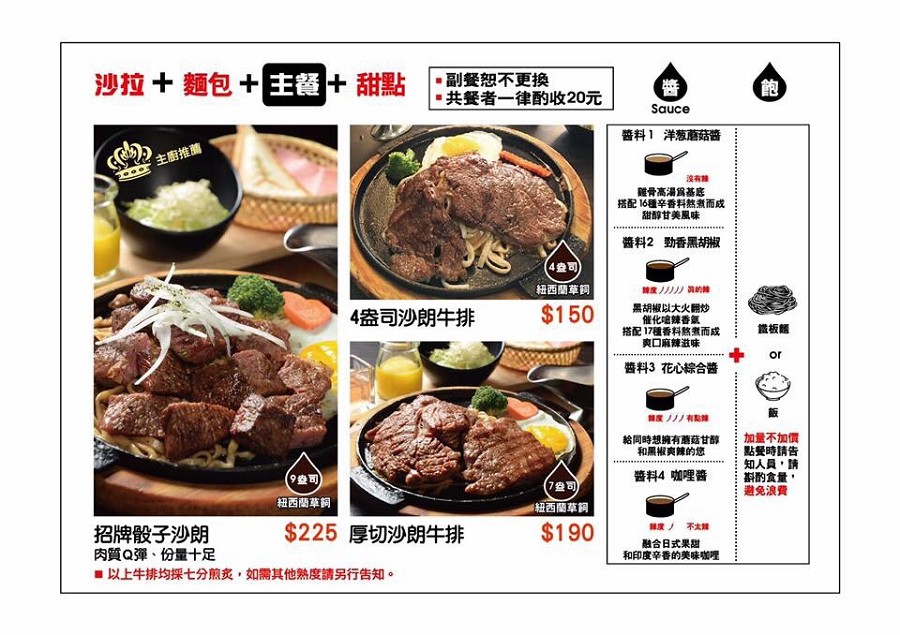 沙拉+麵包+主餐+甜點
▪副餐恕不更換
▪共餐者一律酌收20元
醬
Sauce
飽
主廚推薦
9盎司
紐西蘭草飼
招牌骰子沙朗 $225
肉質Q彈、份量十足
4盎司
紐西蘭草飼
4盎司沙朗牛排 $150
7盎司
紐西蘭草飼
厚切沙朗牛排 $190
■以上牛排均採七分煎炙，如需其他熟度請另行告知。
醬料1 洋蔥蘑菇醬
沒有辣
雞骨高湯為基底
搭配16種辛香料熬煮而成
甜醇甘美風味
醬料2 勁香黑胡椒
辣度 ///// 真的辣
黑胡椒以大火翻炒
催化嗆辣香氣
搭配17種香料熬煮而成
爽口麻辣滋味
醬料3 花心綜合醬
辣度 /// 有點辣
給同時想擁有蘑菇甘醇
和黑椒爽辣的您
醬料4 咖哩醬
辣度 / 不太辣
融合日式果甜
和印度辛香的美味咖哩
+
鐵板麵
or
飯
加量不加價
點餐時請告
知人員，請
斟酌食量，
避免浪費